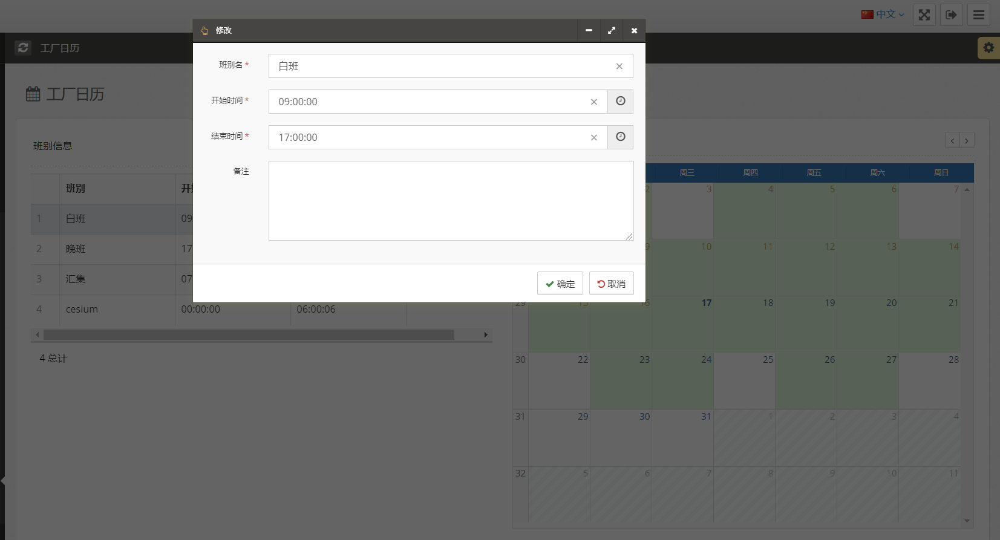 中文
修改
工厂日历
工厂日历
班别名 *
白班
开始时间 *
09:00:00
结束时间 *
17:00:00
备注
确定
取消
班别信息
班别
1 白班 09
2 晚班 17
3 汇集 07
4 cesium 00:00:00 06:00:06
4 总计
周三 周四 周五 周六 周日
2 3 4 5 6 7
9 10 11 12 13 14
29 15 16 17 18 19 20 21
30 22 23 24 25 26 27 28
31 29 30 31 1 2 3 4
32 5 6 7 8 9 10 11